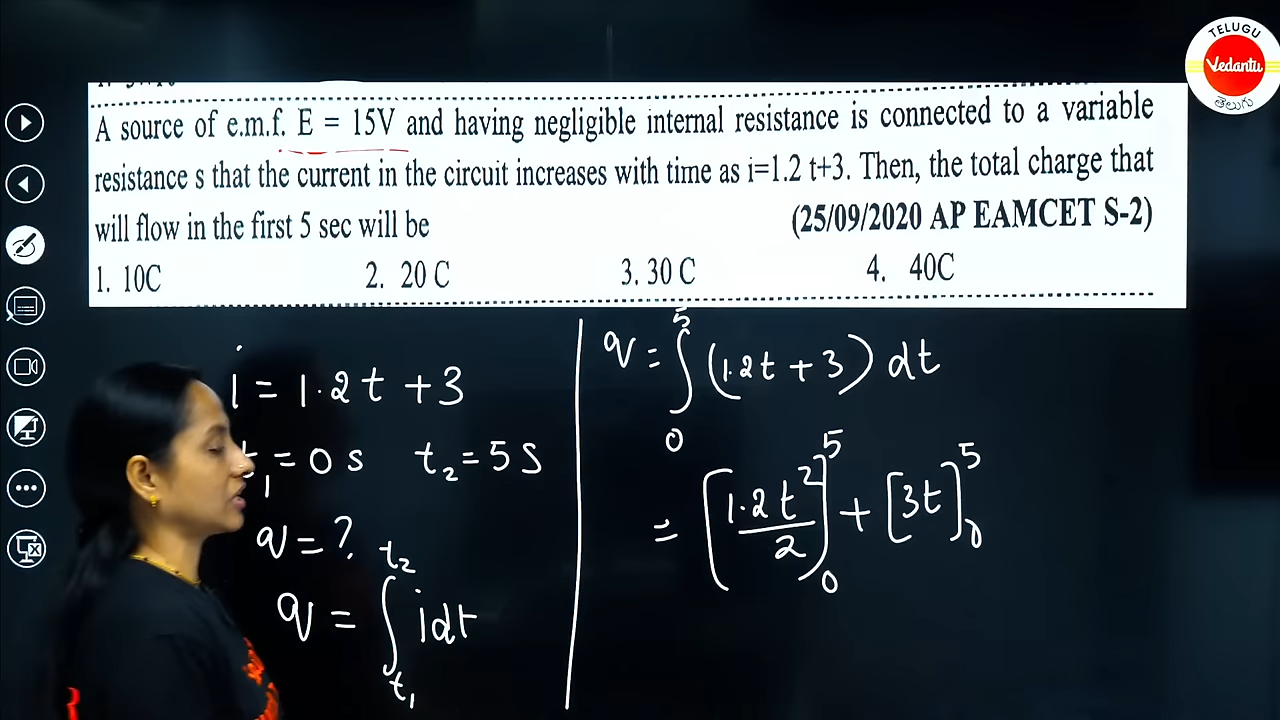 TELUGU
Vedantu
తెలుగు
A source of e.m.f. E = 15V and having negligible internal resistance is connected to a variable
resistance s that the current in the circuit increases with time as i=1.2 t+3. Then, the total charge that
will flow in the first 5 sec will be (25/09/2020 AP EAMCET S-2)
1. 10C 2. 20 C 3. 30 C 4. 40C
i = 1.2 t + 3
t₁ = 0 s t₂ = 5 s
q = ?
q = ∫_{t₁}^{t₂} i dt
q = ∫_{0}^{5} (1.2t + 3) dt
= [1.2 t²/2]_{0}^{5} + [3t]_{0}^{5}